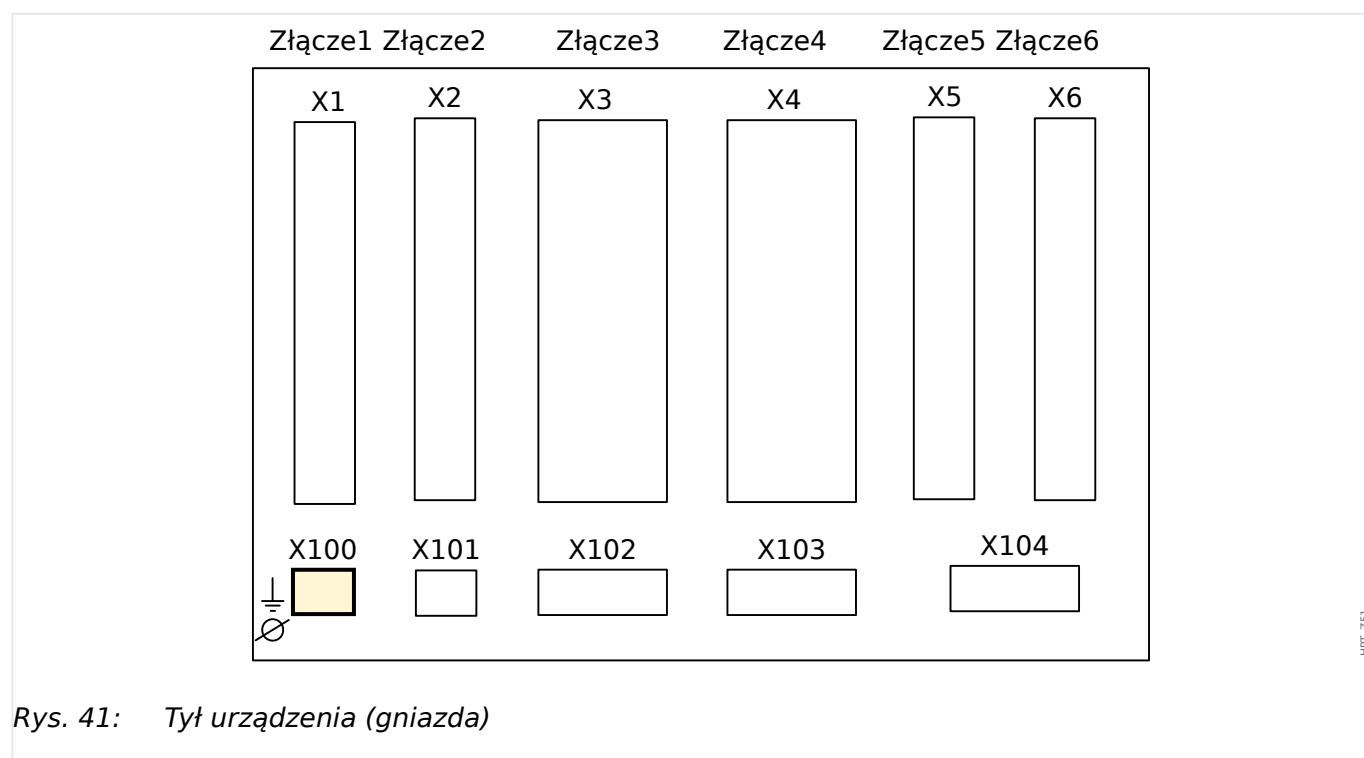 Złącze1 Złącze2 Złącze3 Złącze4 Złącze5 Złącze6
X1 X2 X3 X4 X5 X6
X100 X101 X102 X103 X104
Rys. 41: Tył urządzenia (gniazda)